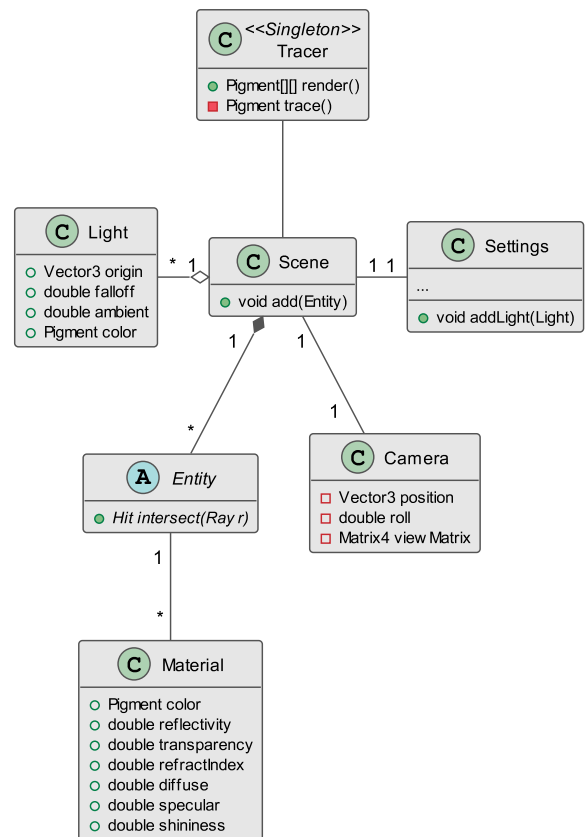 C <<Singleton>>
Tracer
Pigment[][] render()
Pigment trace()
C Light
Vector3 origin
double falloff
double ambient
Pigment color
* 1
C Scene
void add(Entity)
1 1
C Settings
...
void addLight(Light)
1
*
1
1
A Entity
Hit intersect(Ray r)
C Camera
Vector3 position
double roll
Matrix4 view Matrix
1
*
C Material
Pigment color
double reflectivity
double transparency
double refractIndex
double diffuse
double specular
double shininess